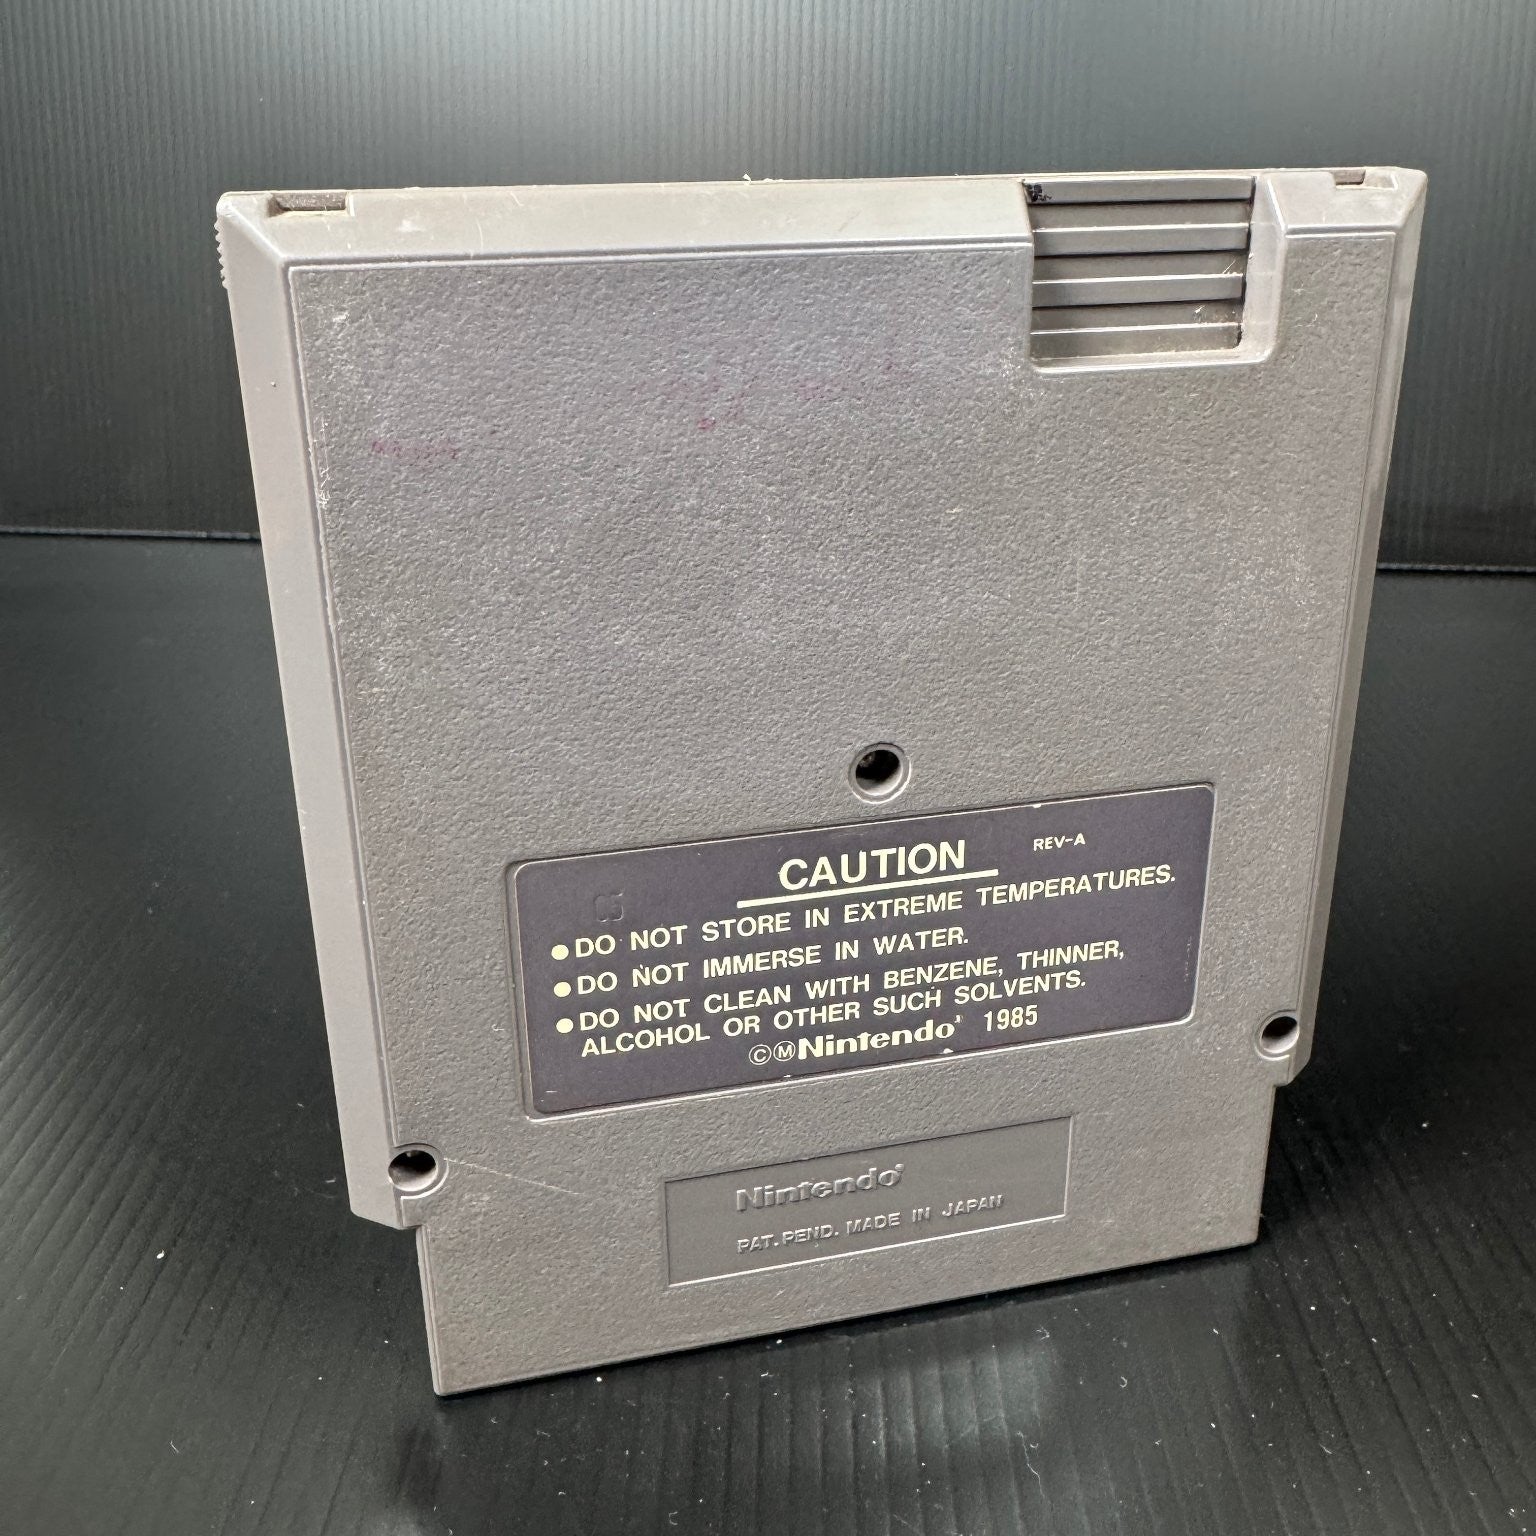 CAUTION REV-A
●DO NOT STORE IN EXTREME TEMPERATURES.
●DO NOT IMMERSE IN WATER.
●DO NOT CLEAN WITH BENZENE, THINNER,
ALCOHOL OR OTHER SUCH SOLVENTS.
ⒸⓂNintendo® 1985
Nintendo®
PAT. PEND. MADE IN JAPAN